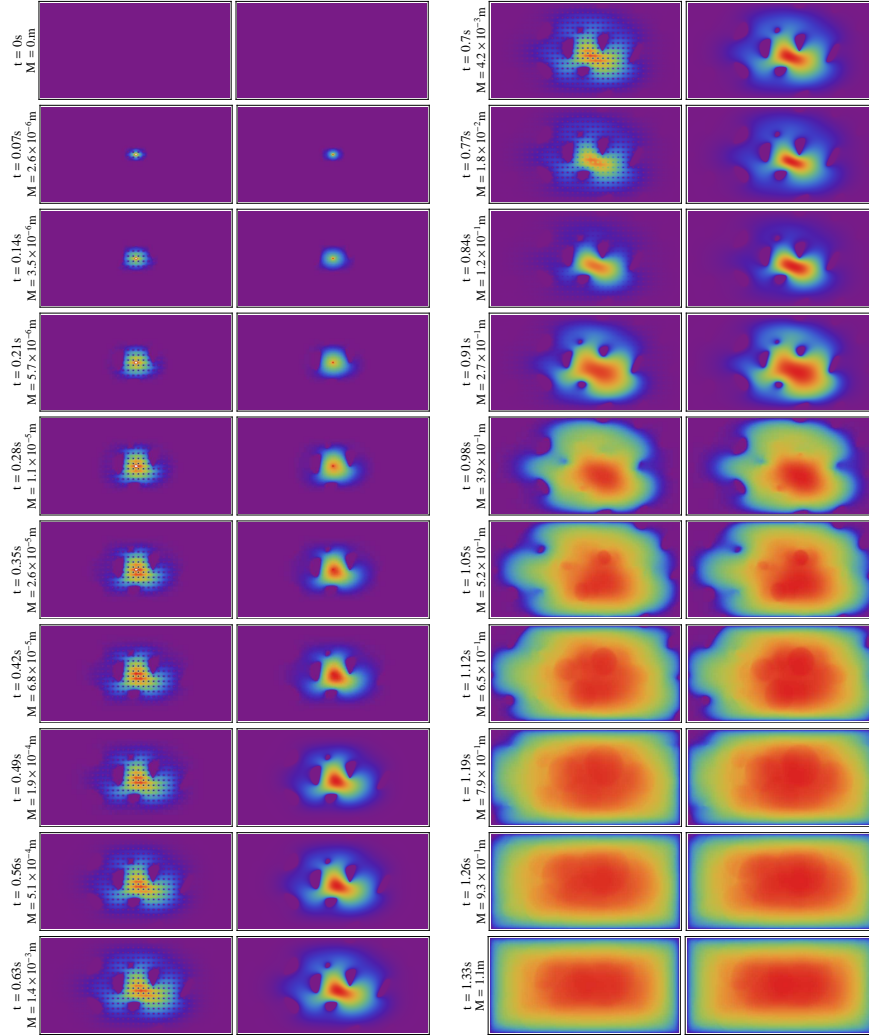 t = 0s
M = 0.m
t = 0.07s
M = 2.6×10⁻⁶m
t = 0.14s
M = 3.5×10⁻⁶m
t = 0.21s
M = 5.7×10⁻⁶m
t = 0.28s
M = 1.1×10⁻⁵m
t = 0.35s
M = 2.6×10⁻⁵m
t = 0.42s
M = 6.8×10⁻⁵m
t = 0.49s
M = 1.9×10⁻⁴m
t = 0.56s
M = 5.1×10⁻⁴m
t = 0.63s
M = 1.4×10⁻³m
t = 0.7s
M = 4.2×10⁻³m
t = 0.77s
M = 1.8×10⁻²m
t = 0.84s
M = 1.2×10⁻¹m
t = 0.91s
M = 2.7×10⁻¹m
t = 0.98s
M = 3.9×10⁻¹m
t = 1.05s
M = 5.2×10⁻¹m
t = 1.12s
M = 6.5×10⁻¹m
t = 1.19s
M = 7.9×10⁻¹m
t = 1.26s
M = 9.3×10⁻¹m
t = 1.33s
M = 1.1m